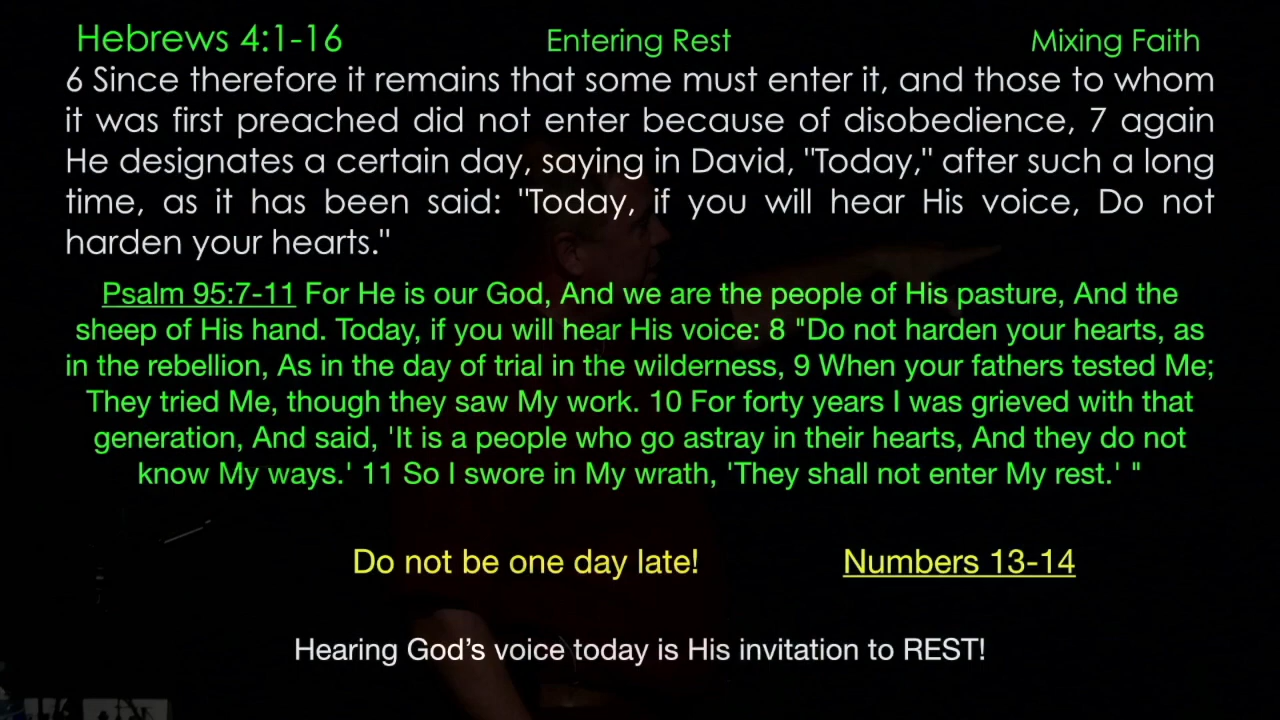 Hebrews 4:1-16 Entering Rest Mixing Faith
6 Since therefore it remains that some must enter it, and those to whom
it was first preached did not enter because of disobedience, 7 again
He designates a certain day, saying in David, "Today," after such a long
time, as it has been said: "Today, if you will hear His voice, Do not
harden your hearts."
Psalm 95:7-11 For He is our God, And we are the people of His pasture, And the
sheep of His hand. Today, if you will hear His voice: 8 "Do not harden your hearts, as
in the rebellion, As in the day of trial in the wilderness, 9 When your fathers tested Me;
They tried Me, though they saw My work. 10 For forty years I was grieved with that
generation, And said, 'It is a people who go astray in their hearts, And they do not
know My ways.' 11 So I swore in My wrath, 'They shall not enter My rest.' "
Do not be one day late! Numbers 13-14
Hearing God’s voice today is His invitation to REST!